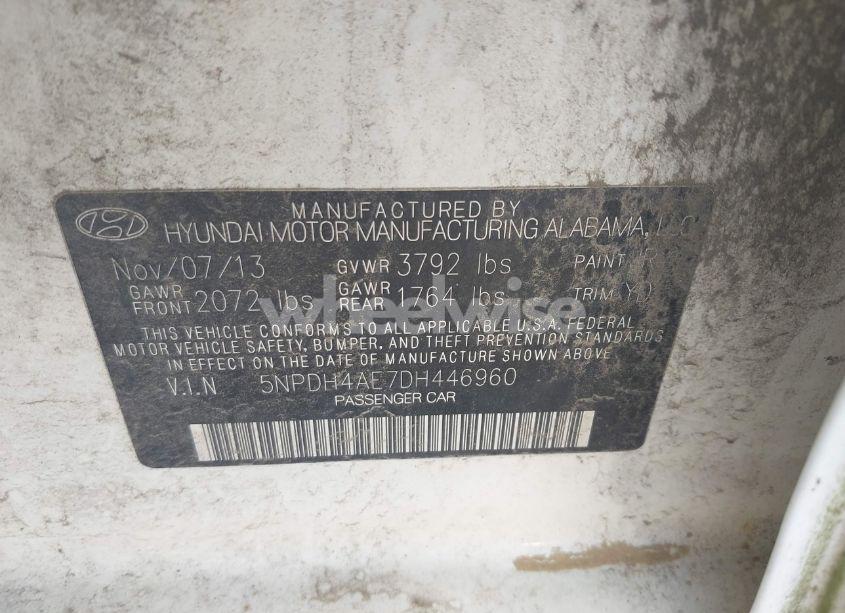 MANUFACTURED BY
HYUNDAI MOTOR MANUFACTURING ALABAMA, LLC
Nov/07/13 GVWR 3792 lbs PAINT
GAWR FRONT 2072 lbs GAWR REAR 1764 lbs TRIM
wheelwise
THIS VEHICLE CONFORMS TO ALL APPLICABLE U.S.A. FEDERAL
MOTOR VEHICLE SAFETY, BUMPER, AND THEFT PREVENTION STANDARDS
IN EFFECT ON THE DATE OF MANUFACTURE SHOWN ABOVE.
V.I.N 5NPDH4AE7DH446960
PASSENGER CAR